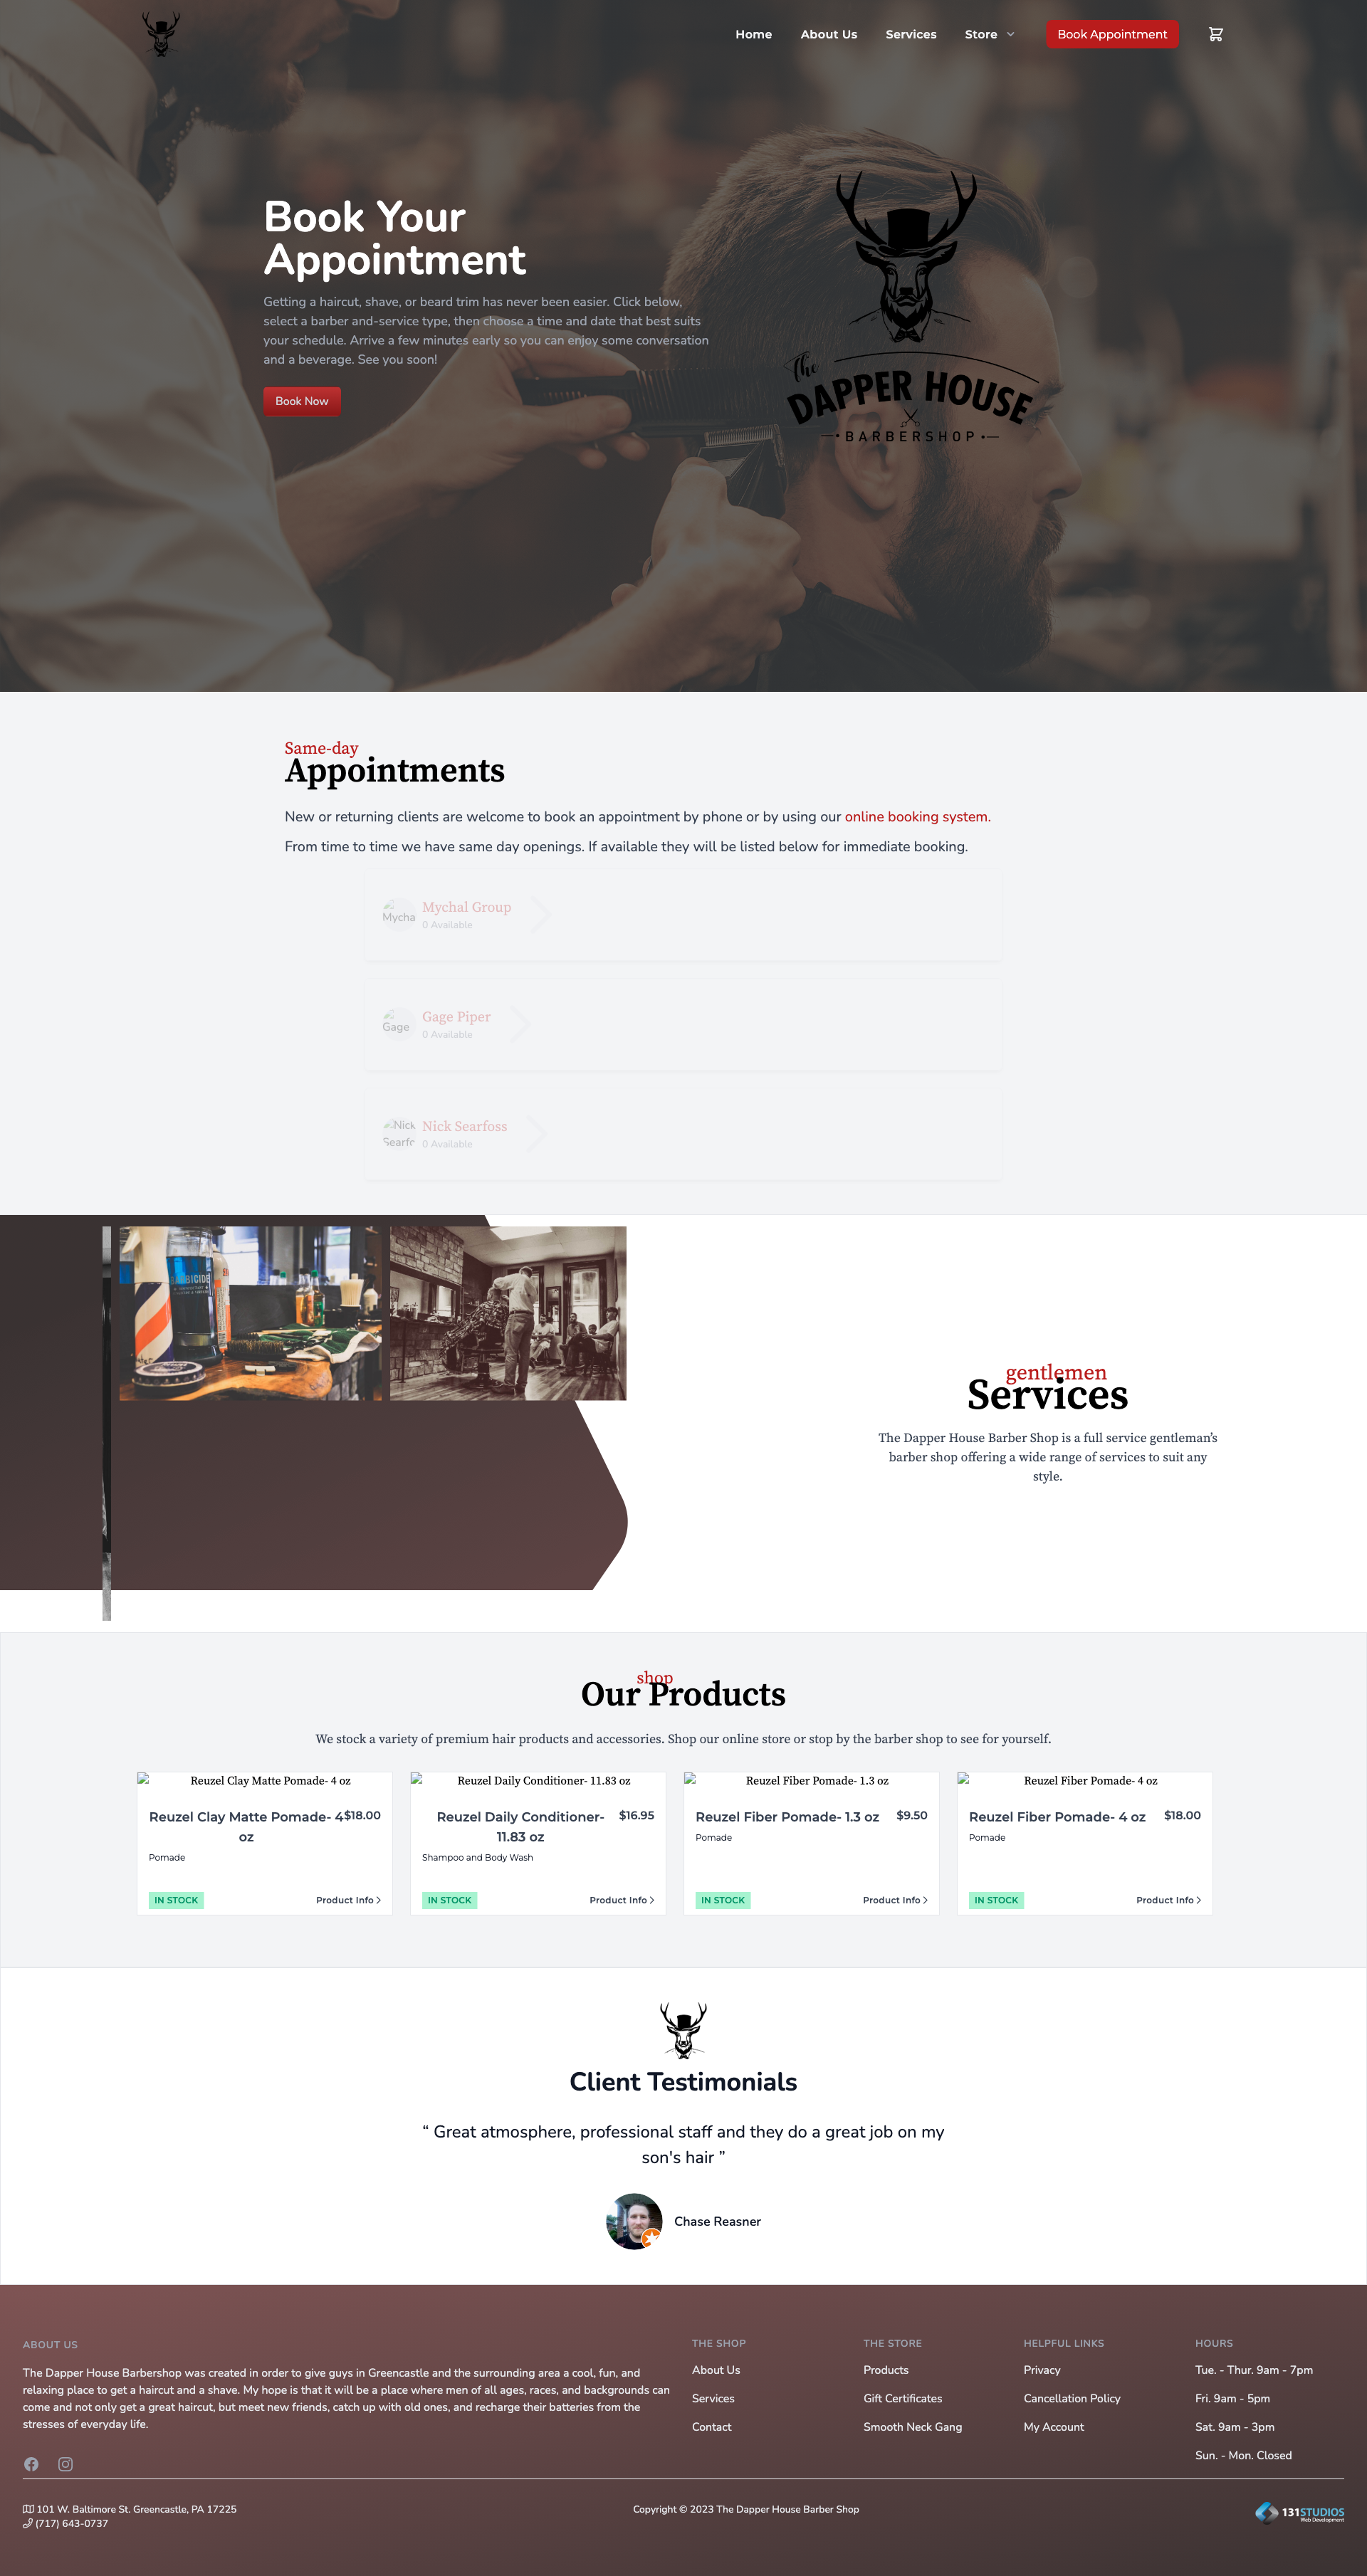 Home About Us Services Store Book Appointment
Book Your
Appointment
Getting a haircut, shave, or beard trim has never been easier. Click below,
select a barber and-service type, then choose a time and date that best suits
your schedule. Arrive a few minutes early so you can enjoy some conversation
and a beverage. See you soon!
Book Now
The
DAPPER HOUSE
BARBERSHOP
Same-day
Appointments
New or returning clients are welcome to book an appointment by phone or by using our online booking system.
From time to time we have same day openings. If available they will be listed below for immediate booking.
Mycha
Mychal Group
0 Available
Gage
Gage Piper
0 Available
Nick
Searfo
Nick Searfoss
0 Available
BARBICIDE
gentlemen
Services
The Dapper House Barber Shop is a full service gentleman’s
barber shop offering a wide range of services to suit any
style.
shop
Our Products
We stock a variety of premium hair products and accessories. Shop our online store or stop by the barber shop to see for yourself.
Reuzel Clay Matte Pomade- 4 oz
Reuzel Clay Matte Pomade- 4 $18.00
oz
Pomade
IN STOCK Product Info
Reuzel Daily Conditioner- 11.83 oz
Reuzel Daily Conditioner- $16.95
11.83 oz
Shampoo and Body Wash
IN STOCK Product Info
Reuzel Fiber Pomade- 1.3 oz
Reuzel Fiber Pomade- 1.3 oz $9.50
Pomade
IN STOCK Product Info
Reuzel Fiber Pomade- 4 oz
Reuzel Fiber Pomade- 4 oz $18.00
Pomade
IN STOCK Product Info
Client Testimonials
“ Great atmosphere, professional staff and they do a great job on my
son's hair ”
Chase Reasner
ABOUT US
The Dapper House Barbershop was created in order to give guys in Greencastle and the surrounding area a cool, fun, and
relaxing place to get a haircut and a shave. My hope is that it will be a place where men of all ages, races, and backgrounds can
come and not only get a great haircut, but meet new friends, catch up with old ones, and recharge their batteries from the
stresses of everyday life.
THE SHOP
About Us
Services
Contact
THE STORE
Products
Gift Certificates
Smooth Neck Gang
HELPFUL LINKS
Privacy
Cancellation Policy
My Account
HOURS
Tue. - Thur. 9am - 7pm
Fri. 9am - 5pm
Sat. 9am - 3pm
Sun. - Mon. Closed
101 W. Baltimore St. Greencastle, PA 17225
(717) 643-0737
Copyright © 2023 The Dapper House Barber Shop
131STUDIOS
Web Development